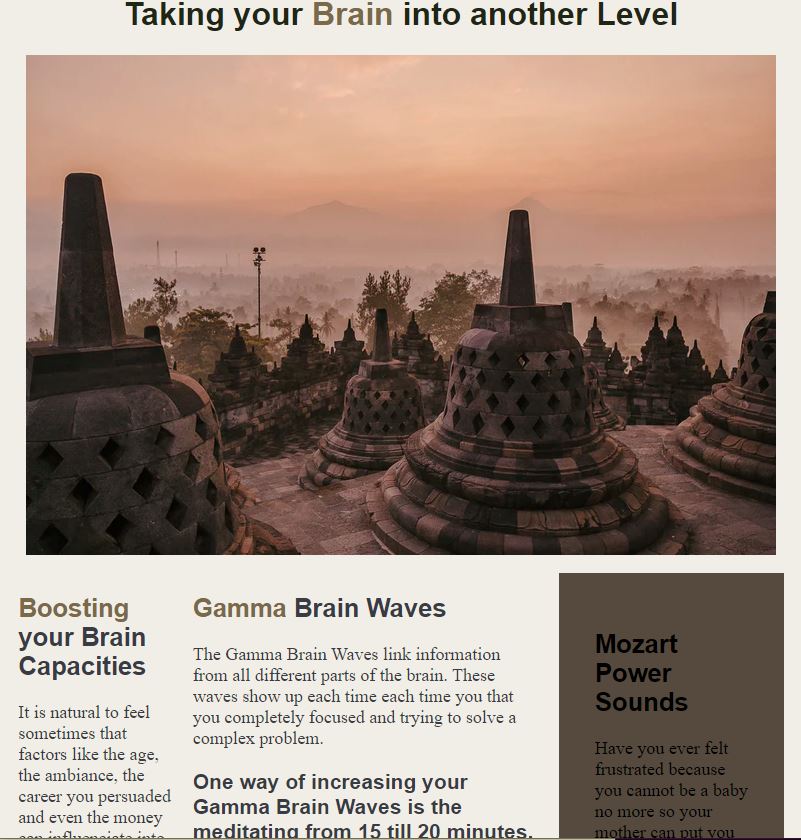 Taking your Brain into another Level
Boosting
your Brain
Capacities
It is natural to feel
sometimes that
factors like the age,
the ambiance, the
career you persuaded
and even the money
can influenciate into
Gamma Brain Waves
The Gamma Brain Waves link information
from all different parts of the brain. These
waves show up each time each time you that
you completely focused and trying to solve a
complex problem.
One way of increasing your
Gamma Brain Waves is the
meditating from 15 till 20 minutes.
Mozart
Power
Sounds
Have you ever felt
frustrated because
you cannot be a baby
no more so your
mother can put you